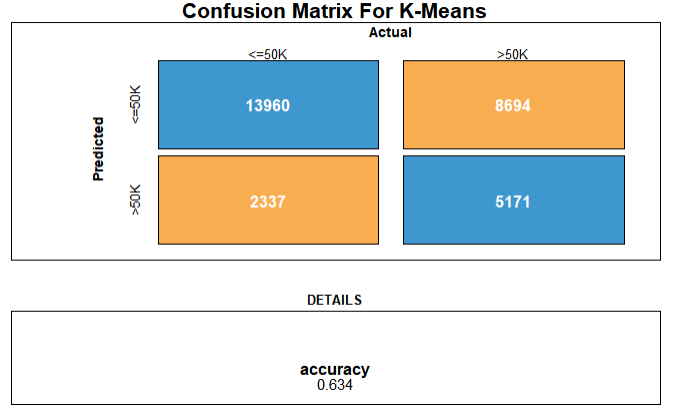 Confusion Matrix For K-Means
Actual
<=50K >50K
Predicted
<=50K
13960 8694
>50K
2337 5171
DETAILS
accuracy
0.634